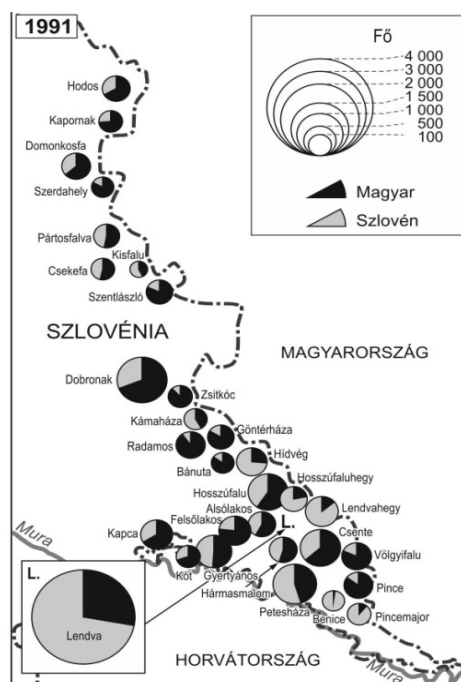 1991
Fő
4 000
3 000
2 000
1 500
1 000
500
100
Magyar
Szlovén
Hodos
Kapornak
Domonkosfa
Szerdahely
Pártosfalva
Kisfalu
Csekefa
Szentlászló
SZLOVÉNIA
MAGYARORSZÁG
Dobronak
Zsitkóc
Kámaháza
Göntérháza
Radamos
Hídvég
Bánuta
Hosszúfaluhegy
Hosszúfalu
Lendvahegy
Alsólakos
Felsőlakos
L.
Csente
Kapca
Völgyifalu
Mura
Kót
Gyertyános
Hármasmalom
Pince
Petesháza
Benice
Pincemajor
L.
Lendva
HORVÁTORSZÁG
Mura